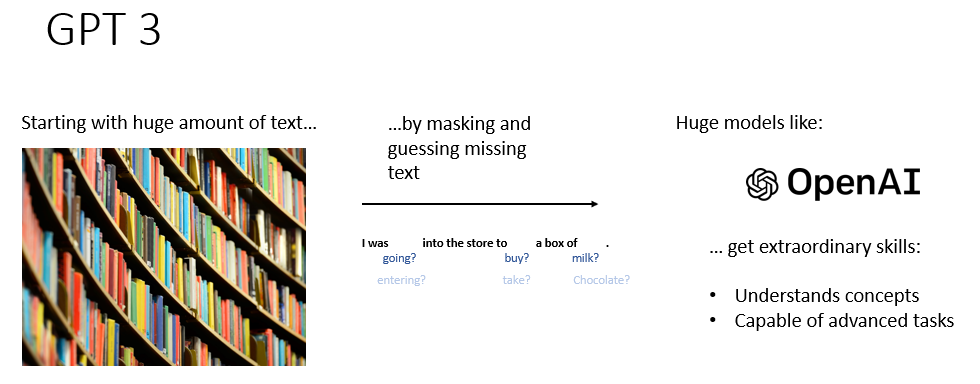 GPT 3
Starting with huge amount of text...
...by masking and
guessing missing
text
I was into the store to a box of .
going? buy? milk?
entering? take? Chocolate?
Huge models like:
OpenAI
... get extraordinary skills:
• Understands concepts
• Capable of advanced tasks